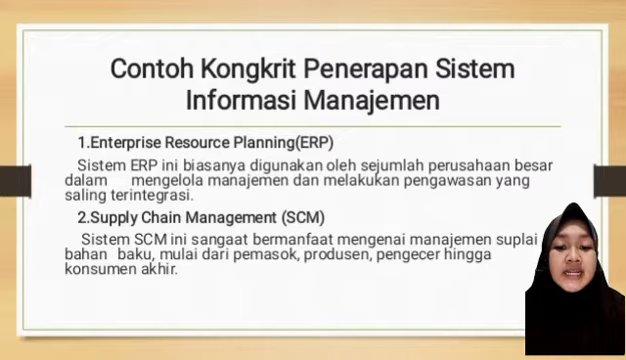 Contoh Kongkrit Penerapan Sistem
Informasi Manajemen
1.Enterprise Resource Planning(ERP)
Sistem ERP ini biasanya digunakan oleh sejumlah perusahaan besar
dalam mengelola manajemen dan melakukan pengawasan yang
saling terintegrasi.
2.Supply Chain Management (SCM)
Sistem SCM ini sangaat bermanfaat mengenai manajemen suplai
bahan baku, mulai dari pemasok, produsen, pengecer hingga
konsumen akhir.